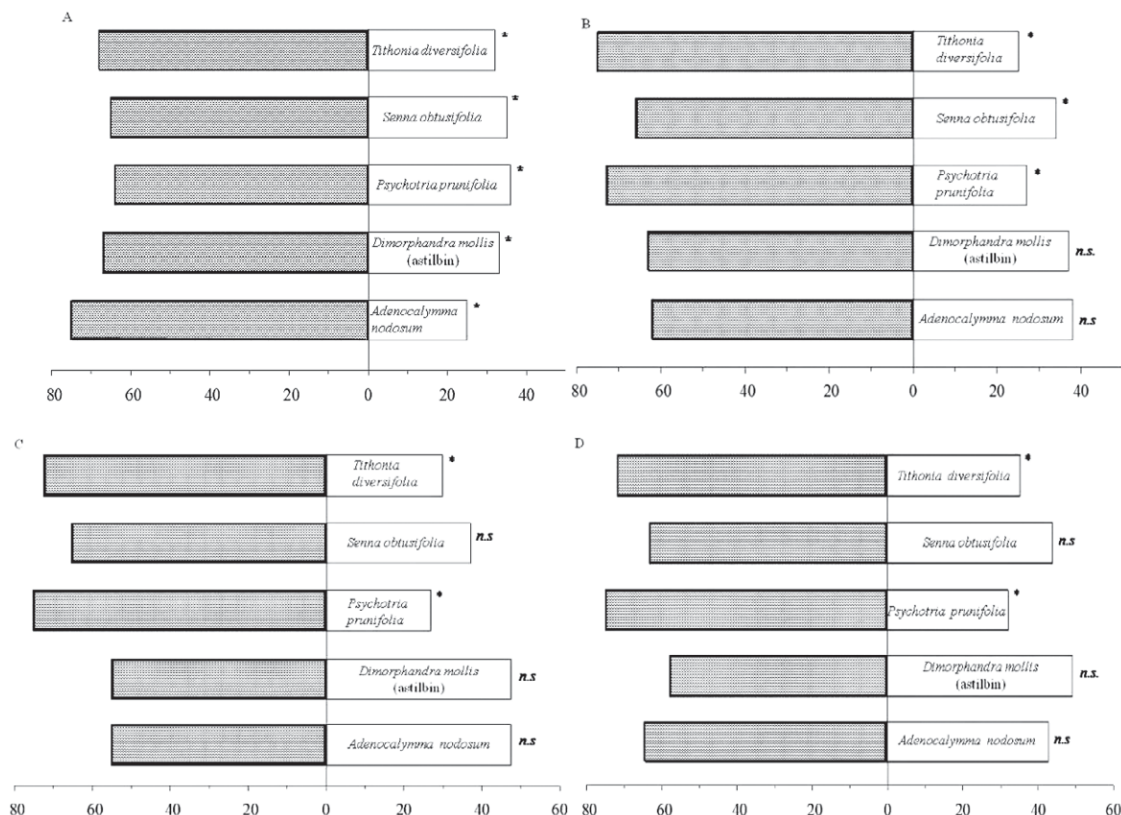 A
Tithonia diversifolia *
Senna obtusifolia *
Psychotria prunifolia *
Dimorphandra mollis *
(astilbin)
Adenocalymma *
nodosum
80 60 40 20 0 20 40
B
Tithonia *
diversifolia
Senna obtusifolia *
Psychotria *
prunifolia
Dimorphandra mollis
(astilbin) n.s.
Adenocalymma nodosum n.s
80 60 40 20 0 20 40
C
Tithonia *
diversifolia
Senna obtusifolia n.s
Psychotria *
prunifolia
Dimorphandra mollis n.s
(astilbin)
Adenocalymma nodosum n.s
80 60 40 20 0 20 40 60
D
Tithonia diversifolia *
Senna obtusifolia n.s
Psychotria prunifolia *
Dimorphandra mollis n.s.
(astilbin)
Adenocalymma nodosum n.s
80 60 40 20 0 20 40 60